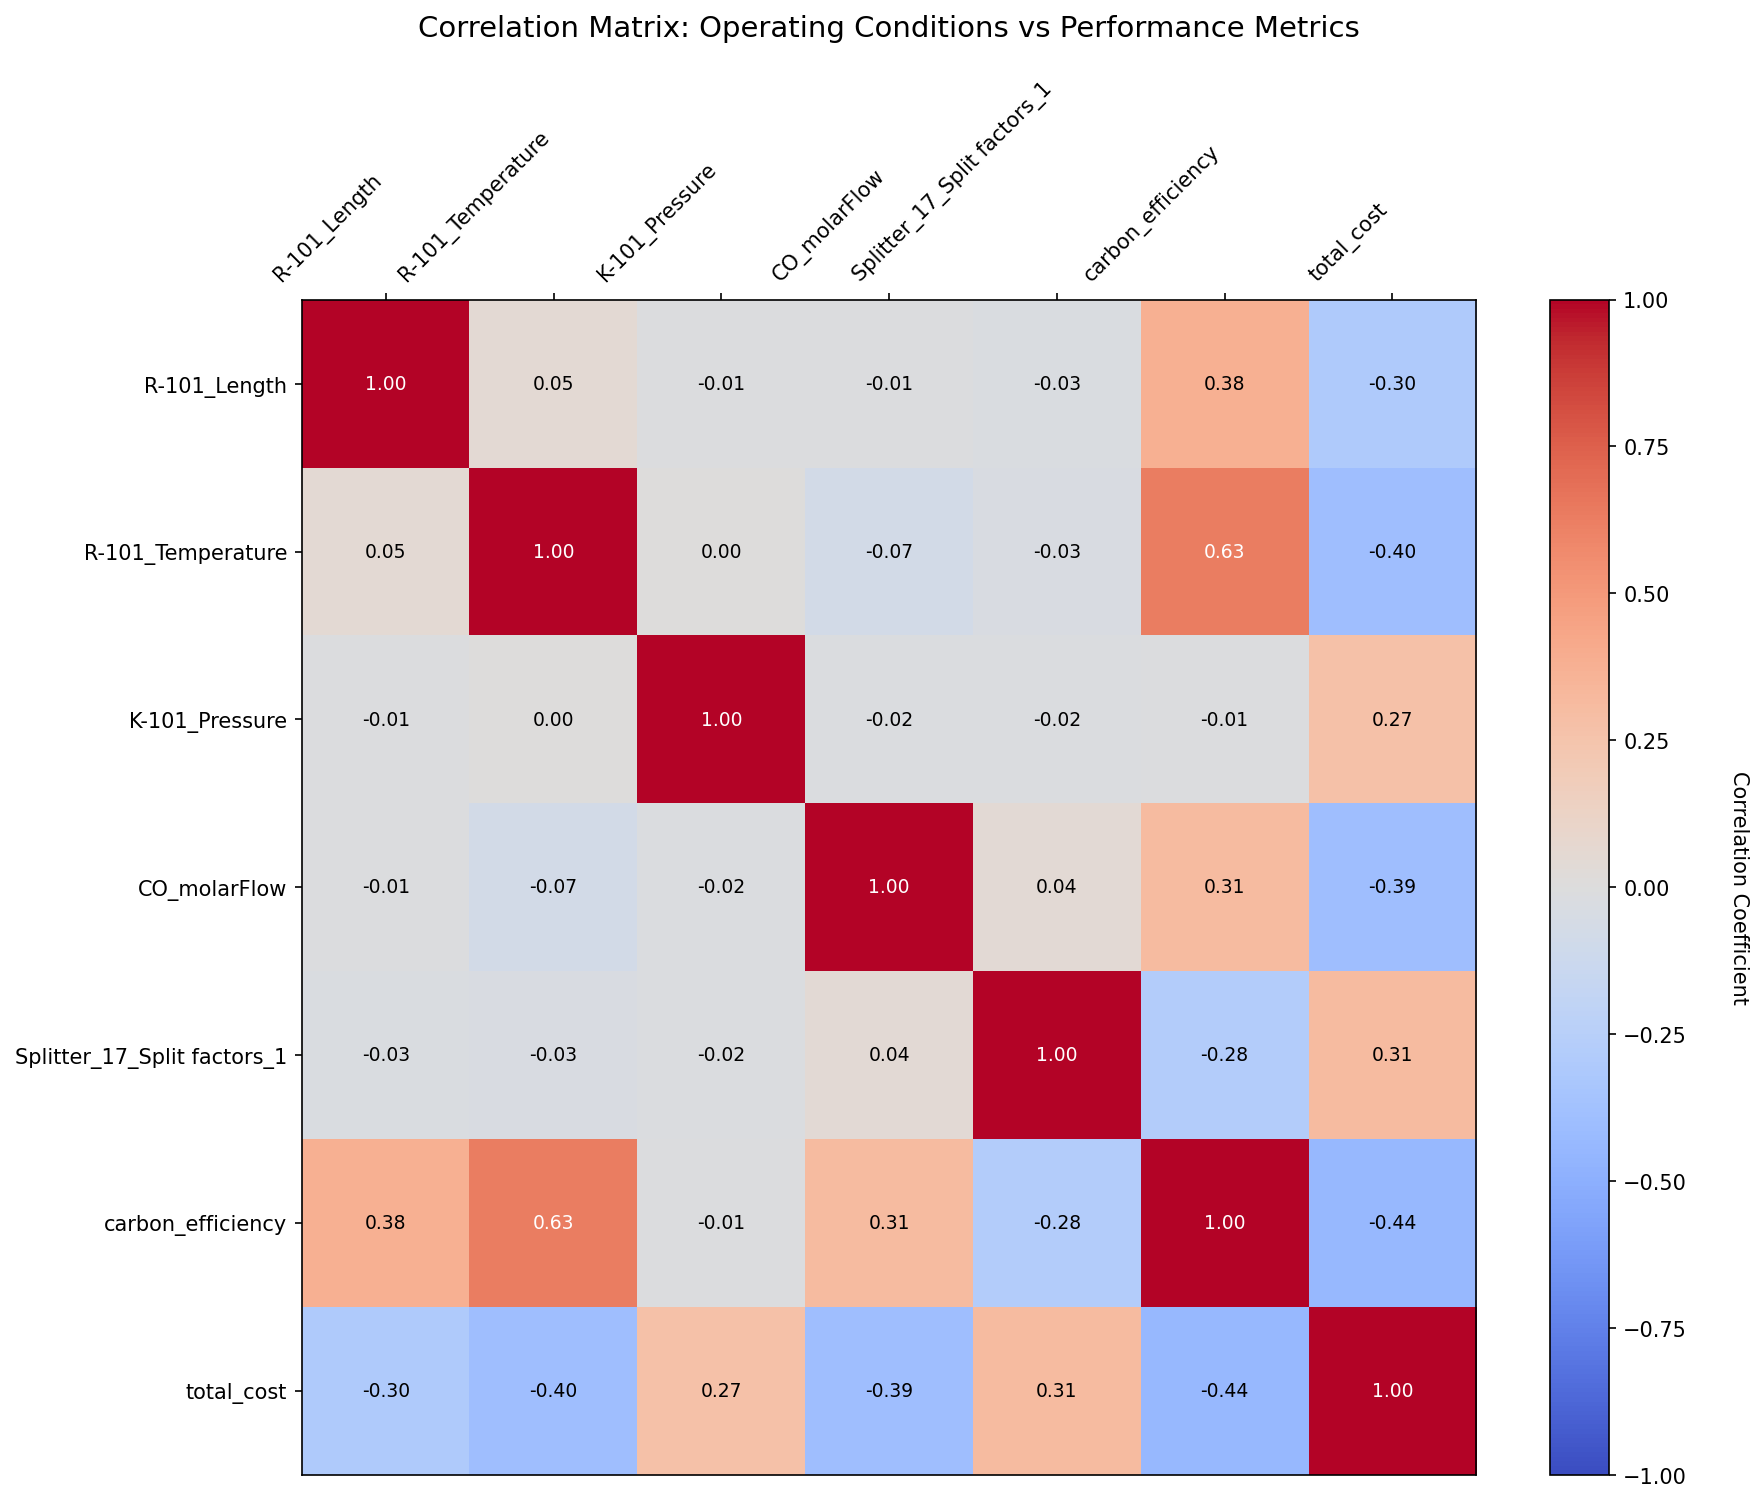 Correlation Matrix: Operating Conditions vs Performance Metrics
R-101_Length
R-101_Temperature
K-101_Pressure
CO_molarFlow
Splitter_17_Split factors_1
carbon_efficiency
total_cost
R-101_Length 1.00 0.05 -0.01 -0.01 -0.03 0.38 -0.30
R-101_Temperature 0.05 1.00 0.00 -0.07 -0.03 0.63 -0.40
K-101_Pressure -0.01 0.00 1.00 -0.02 -0.02 -0.01 0.27
CO_molarFlow -0.01 -0.07 -0.02 1.00 0.04 0.31 -0.39
Splitter_17_Split factors_1 -0.03 -0.03 -0.02 0.04 1.00 -0.28 0.31
carbon_efficiency 0.38 0.63 -0.01 0.31 -0.28 1.00 -0.44
total_cost -0.30 -0.40 0.27 -0.39 0.31 -0.44 1.00
1.00
0.75
0.50
0.25
0.00
−0.25
−0.50
−0.75
−1.00
Correlation Coefficient